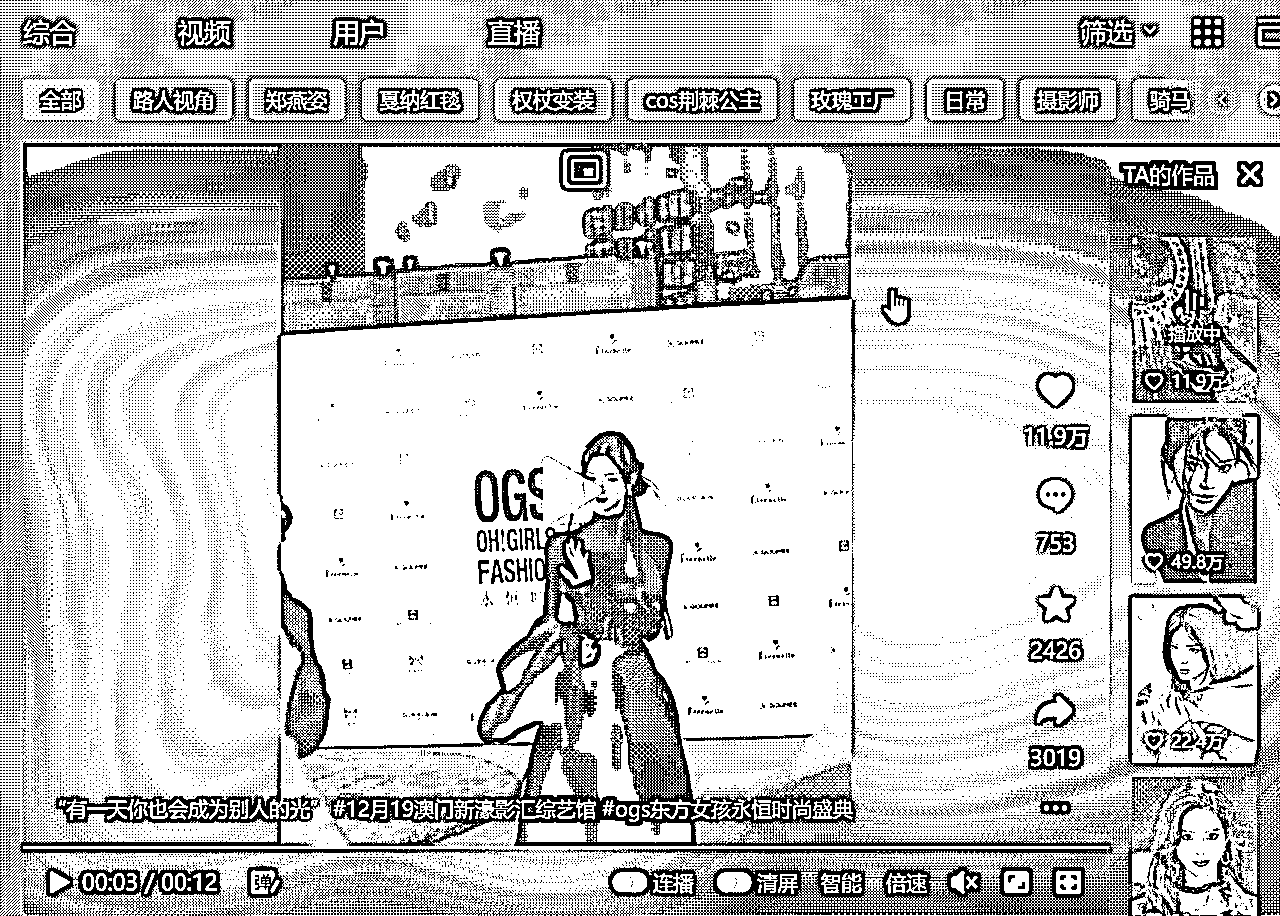 综合 视频 用户 直播 筛选
全部 路人视角 郑燕姿 戛纳红毯 权杖变装 cos荆棘公主 玫瑰工厂 日常 摄影师 骑马
TA的作品
播放中
11.9万
11.9万
OGS
OH!GIRLS
FASHIO
753
49.8万
2426
22.4万
3019
"有一天你也会成为别人的光" #12月19澳门新濠影汇综艺馆 #ogs东方女孩永恒时尚盛典
00:03 / 00:12 弹 连播 清屏 智能 倍速